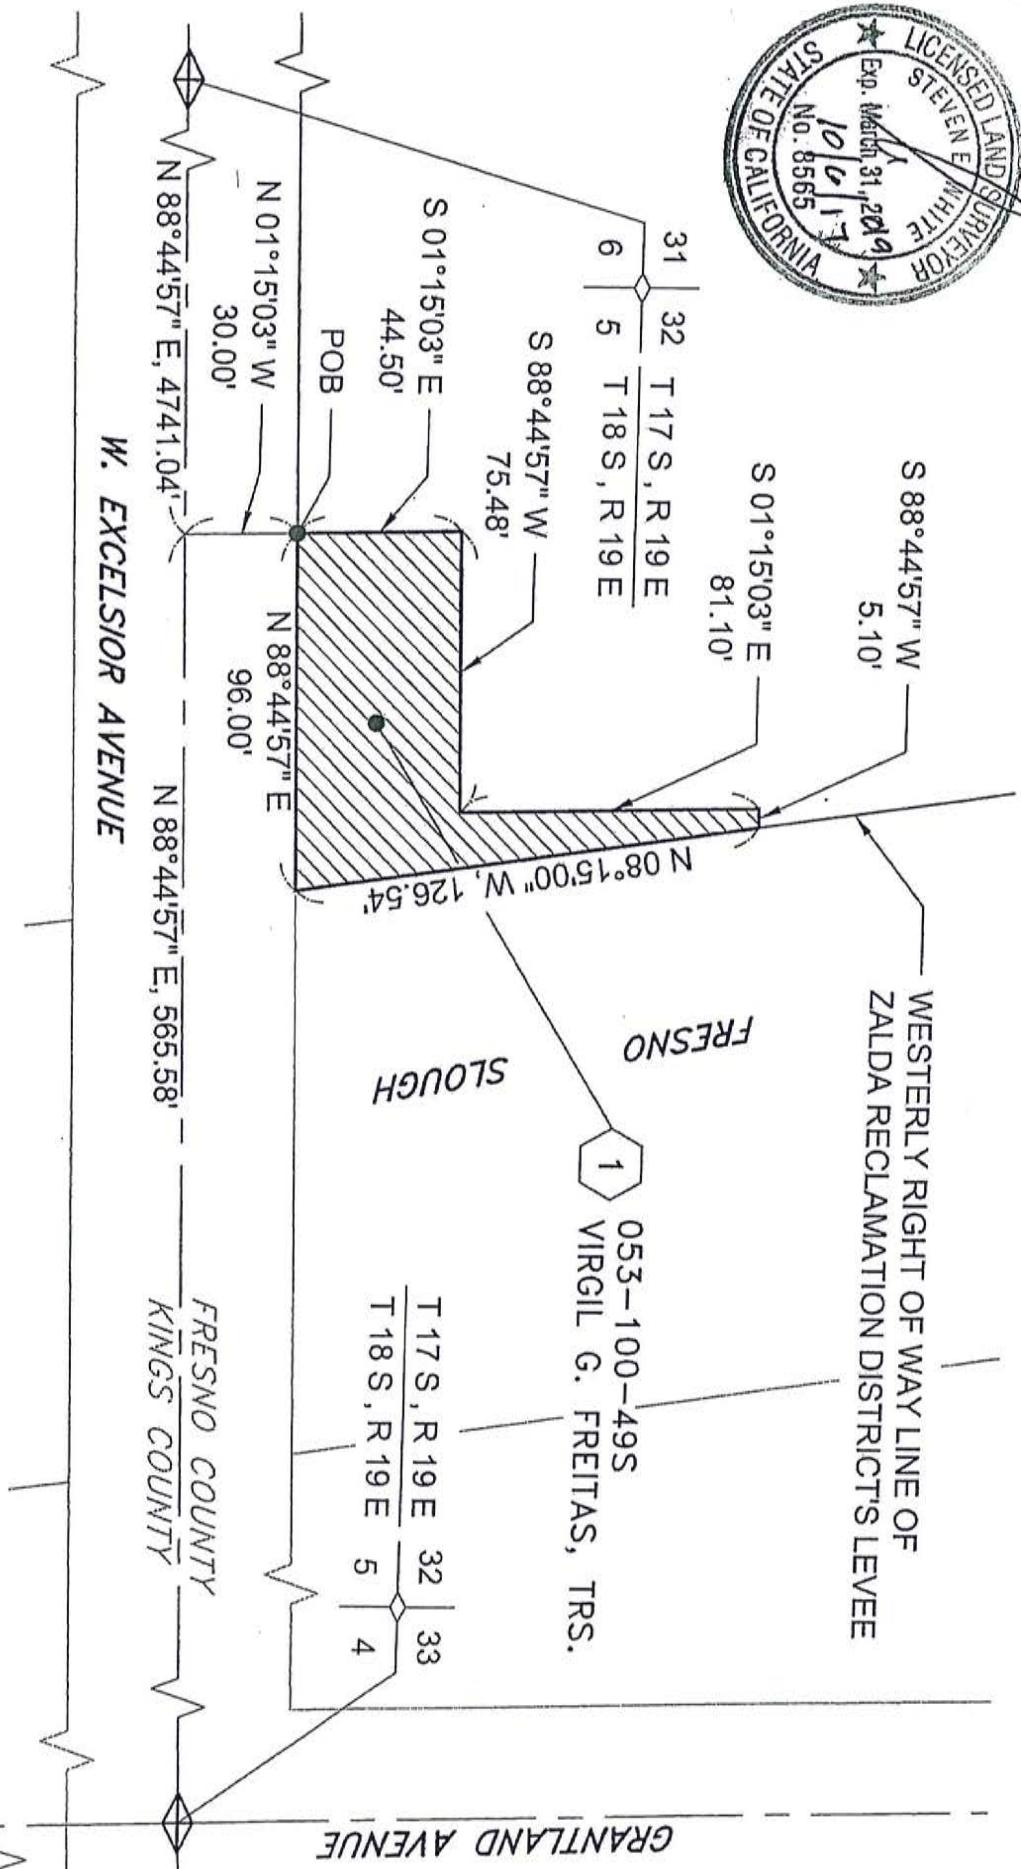 LICENSED LAND SURVEYOR
STEVEN E WHITE
Exp. March 31, 2019
10/6/17
No. 8565
STATE OF CALIFORNIA
S 88°44'57" W
5.10'
WESTERLY RIGHT OF WAY LINE OF
ZALDA RECLAMATION DISTRICT'S LEVEE
S 01°15'03" E
81.10'
31 32 T 17 S , R 19 E
6 5 T 18 S , R 19 E
S 88°44'57" W
75.48'
S 01°15'03" E
44.50'
POB
N 01°15'03" W
30.00'
N 88°44'57" E, 4741.04'
N 88°44'57" E
96.00'
N 08°15'00" W, 126.54'
FRESNO
SLOUGH
1
053-100-49S
VIRGIL G. FREITAS, TRS.
T 17 S , R 19 E 32 33
T 18 S , R 19 E 5 4
N 88°44'57" E, 565.58'
FRESNO COUNTY
KINGS COUNTY
W. EXCELSIOR AVENUE
GRANTLAND AVENUE